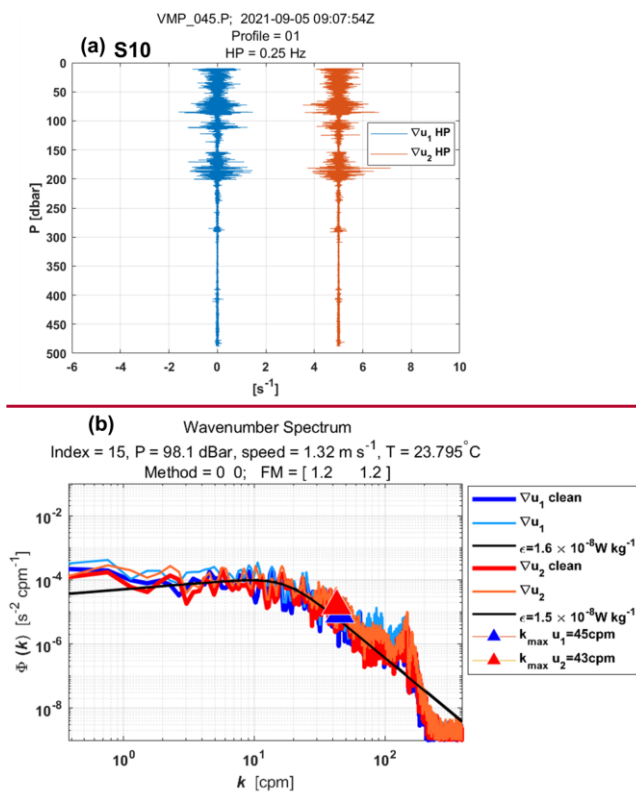 VMP_045.P; 2021-09-05 09:07:54Z
Profile = 01
(a) S10
HP = 0.25 Hz
0
50
100
150
200
250
300
350
400
450
500
P [dbar]
∇u₁ HP
∇u₂ HP
-6 -4 -2 0 2 4 6 8 10
[s⁻¹]
(b) Wavenumber Spectrum
Index = 15, P = 98.1 dBar, speed = 1.32 m s⁻¹, T = 23.795°C
Method = 0 0; FM = [ 1.2 1.2 ]
10⁻²
10⁻⁴
10⁻⁶
10⁻⁸
Φ (k) [s⁻² cpm⁻¹]
10⁰ 10¹ 10²
k [cpm]
∇u₁ clean
∇u₁
ϵ=1.6 × 10⁻⁸W kg⁻¹
∇u₂ clean
∇u₂
ϵ=1.5 × 10⁻⁸W kg⁻¹
k_max u₁=45cpm
k_max u₂=43cpm